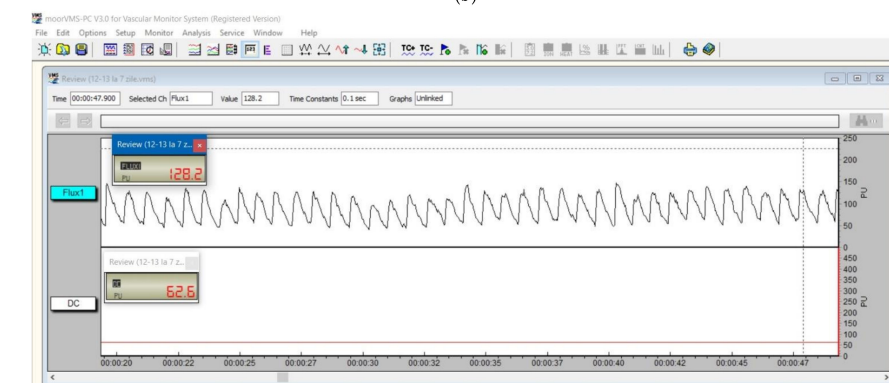 moorVMS-PC V3.0 for Vascular Monitor System (Registered Version)
File Edit Options Setup Monitor Analysis Service Window Help
TC+ TC-
Review (12-13 la 7 zile.vms)
Time 00:00:47.900 Selected Ch Flux1 Value 128.2 Time Constants 0.1 sec Graphs Unlinked
Review (12-13 la 7 z...
FLUX1
PU 128.2
Flux1
250
200
150
100
50
0
PU
Review (12-13 la 7 z...
DC
PU 62.6
DC
450
400
350
300
250
200
150
100
50
0
PU
00:00:20 00:00:22 00:00:25 00:00:27 00:00:30 00:00:32 00:00:35 00:00:37 00:00:40 00:00:42 00:00:45 00:00:47